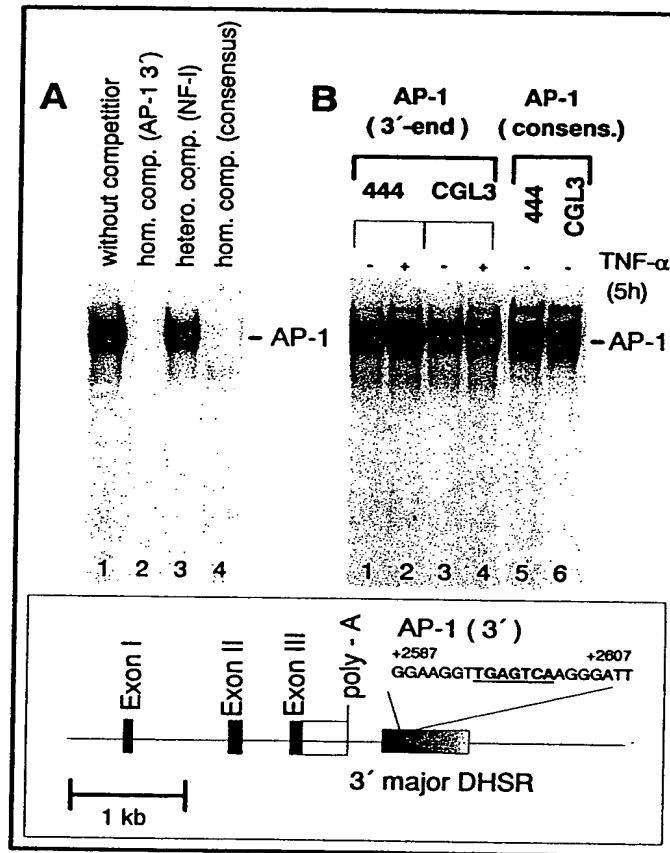 A
without competitior
hom. comp. (AP-1 3´)
hetero. comp. (NF-I)
hom. comp. (consensus)
- AP-1
1 2 3 4
B
AP-1
(3´-end)
AP-1
(consens.)
444 CGL3 444 CGL3
- + - + - - TNF-α
(5h)
- AP-1
1 2 3 4 5 6
Exon I
Exon II
Exon III
poly - A
AP-1 (3´)
+2587 +2607
GGAAGGTTGAGTCAAGGGATT
3´ major DHSR
1 kb